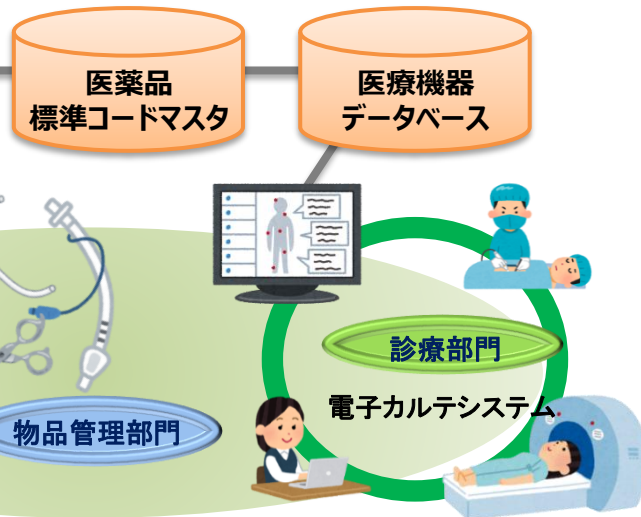 医薬品
標準コードマスタ
医療機器
データベース
診療部門
電子カルテシステム
物品管理部門